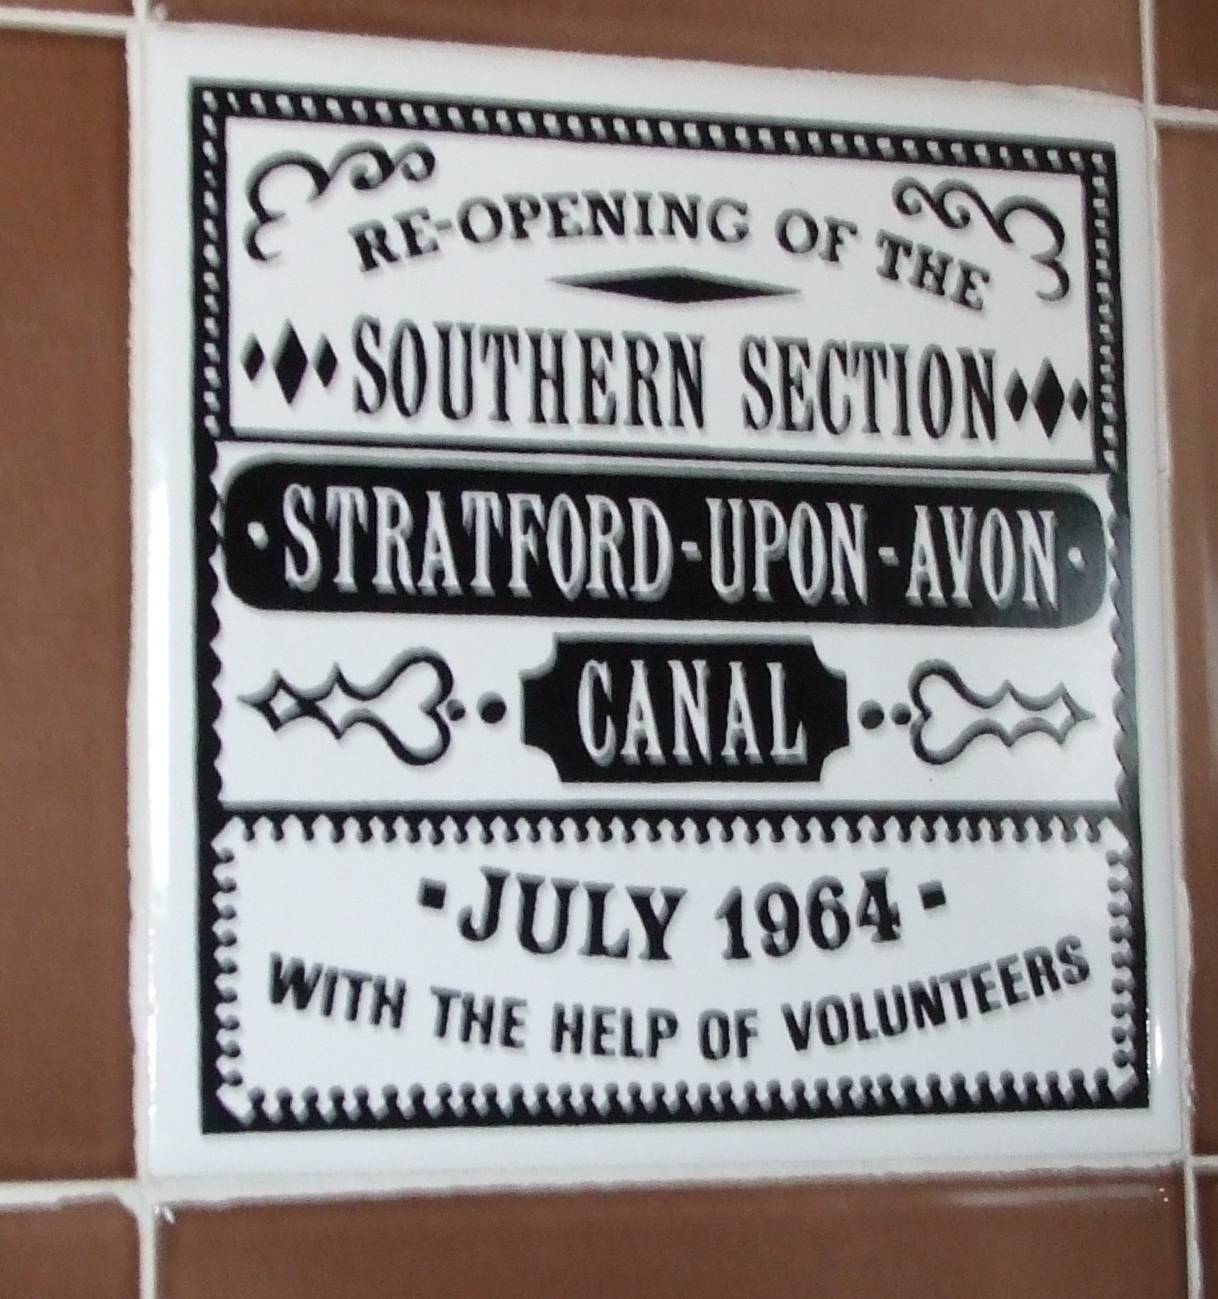 RE-OPENING OF THE
SOUTHERN SECTION
STRATFORD-UPON-AVON
CANAL
JULY 1964
WITH THE HELP OF VOLUNTEERS